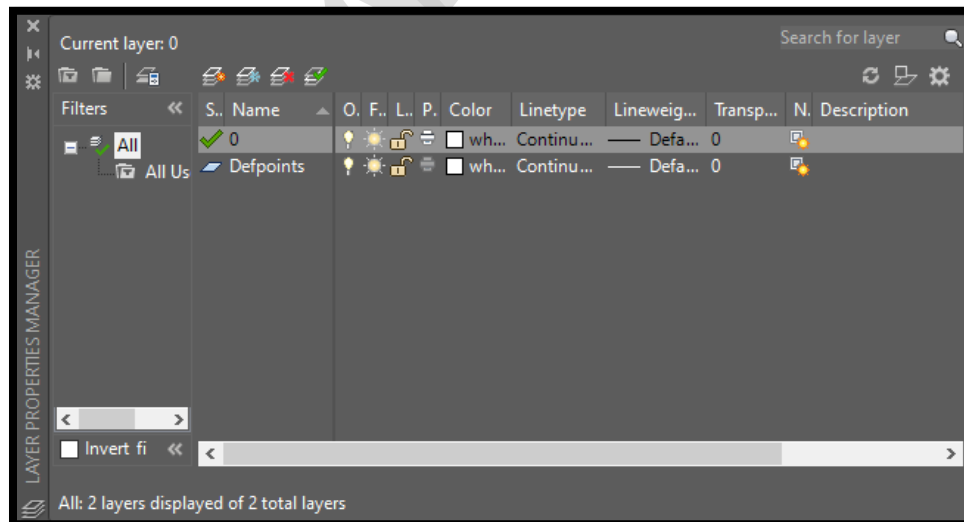 Current layer: 0
Search for layer
Filters
S.. Name O. F.. L.. P. Color Linetype Lineweig... Transp... N. Description
All
0 wh... Continu... Defa... 0
All Us
Defpoints wh... Continu... Defa... 0
LAYER PROPERTIES MANAGER
Invert fi
All: 2 layers displayed of 2 total layers